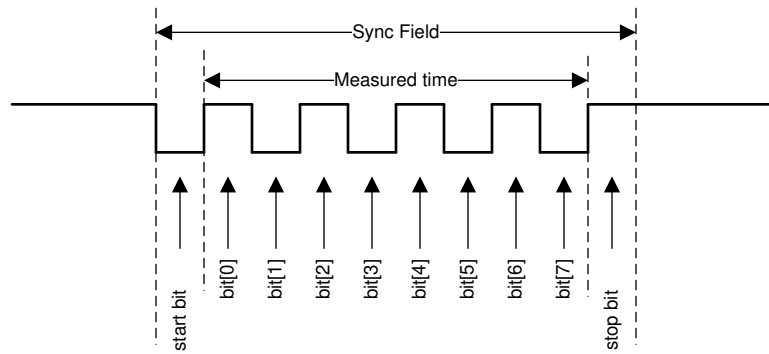 Sync Field
Measured time
start bit
bit[0]
bit[1]
bit[2]
bit[3]
bit[4]
bit[5]
bit[6]
bit[7]
stop bit